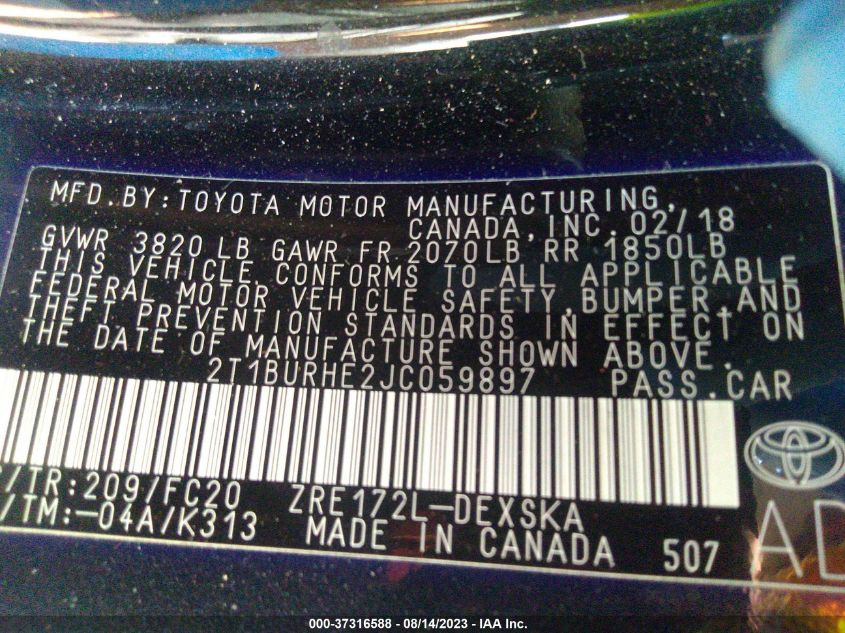 MFD.BY:TOYOTA MOTOR MANUFACTURING,
CANADA,INC. 02/18
GVWR 3820 LB GAWR FR 2070LB RR 1850LB
THIS VEHICLE CONFORMS TO ALL APPLICABLE
FEDERAL MOTOR VEHICLE SAFETY,BUMPER,AND
THEFT PREVENTION STANDARDS IN EFFECT ON
THE DATE OF MANUFACTURE SHOWN ABOVE.
2T1BURHE2JC059897 PASS.CAR
/TR:209/FC20 ZRE172L-DEXSKA
/TM:-04A/K313 MADE IN CANADA 507
AD
000-37316588 - 08/14/2023 - IAA Inc.